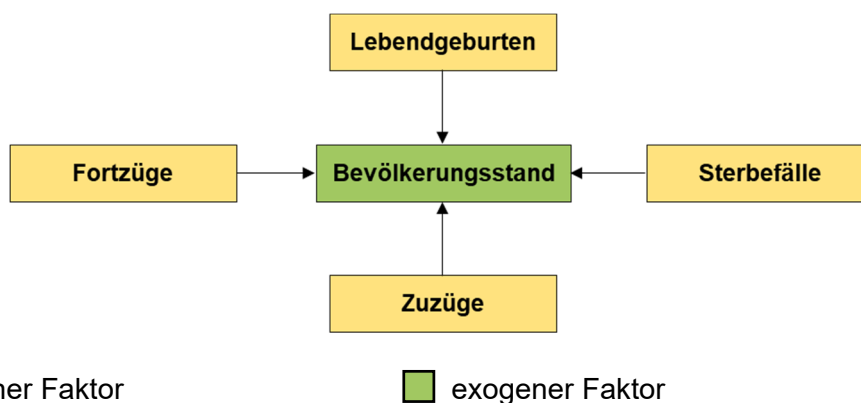 Lebendgeburten
Fortzüge
Bevölkerungsstand
Sterbefälle
Zuzüge
ner Faktor
exogener Faktor